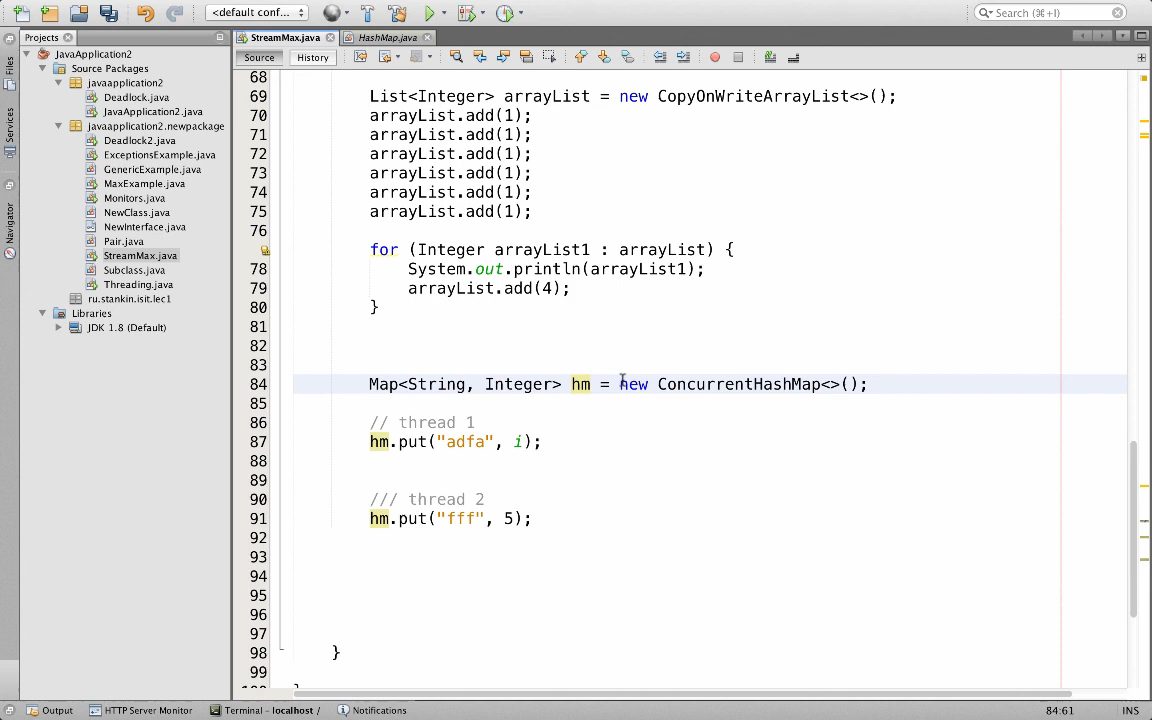 <default conf...
Search (⌘+I)
Projects
StreamMax.java
HashMap.java
Source
History
Files
Services
Navigator
JavaApplication2
Source Packages
javaapplication2
Deadlock.java
JavaApplication2.java
javaapplication2.newpackage
Deadlock2.java
ExceptionsExample.java
GenericExample.java
MaxExample.java
Monitors.java
NewClass.java
NewInterface.java
Pair.java
StreamMax.java
Subclass.java
Threading.java
ru.stankin.isit.lec1
Libraries
JDK 1.8 (Default)
68
69 List<Integer> arrayList = new CopyOnWriteArrayList<>();
70 arrayList.add(1);
71 arrayList.add(1);
72 arrayList.add(1);
73 arrayList.add(1);
74 arrayList.add(1);
75 arrayList.add(1);
76
for (Integer arrayList1 : arrayList) {
78 System.out.println(arrayList1);
79 arrayList.add(4);
80 }
81
82
83
84 Map<String, Integer> hm = new ConcurrentHashMap<>();
85
86 // thread 1
87 hm.put("adfa", i);
88
89
90 /// thread 2
91 hm.put("fff", 5);
92
93
94
95
96
97
98 }
99
Output
HTTP Server Monitor
Terminal - localhost /
Notifications
84:61
INS